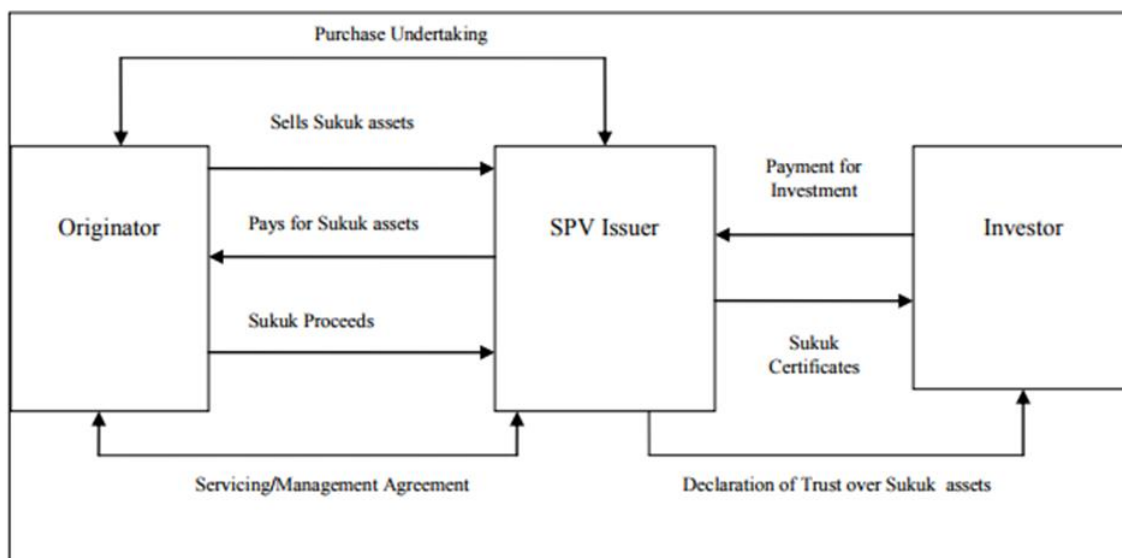 Purchase Undertaking
Sells Sukuk assets
Payment for
Investment
Originator
Pays for Sukuk assets
SPV Issuer
Investor
Sukuk Proceeds
Sukuk
Certificates
Servicing/Management Agreement
Declaration of Trust over Sukuk assets